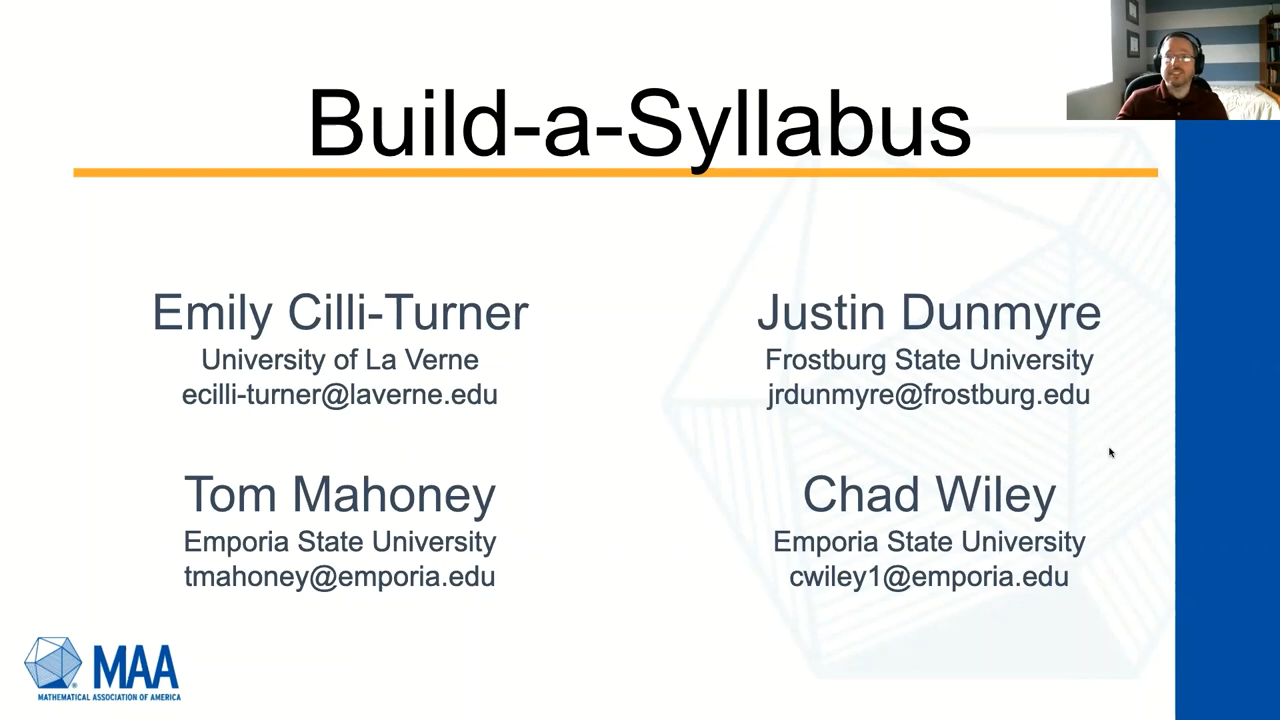 Build-a-Syllabus
Emily Cilli-Turner
University of La Verne
ecilli-turner@laverne.edu
Justin Dunmyre
Frostburg State University
jrdunmyre@frostburg.edu
Tom Mahoney
Emporia State University
tmahoney@emporia.edu
Chad Wiley
Emporia State University
cwiley1@emporia.edu
MAA
MATHEMATICAL ASSOCIATION OF AMERICA